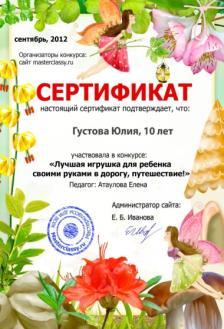 сентябрь, 2012
Организаторы конкурса:
сайт masterclassy.ru
СЕРТИФИКАТ
настоящий сертификат подтверждает, что:
Густова Юлия, 10 лет
участвовала в конкурсе:
«Лучшая игрушка для ребенка
своими руками в дорогу, путешествие!»
Педагог: Атаулова Елена
Администратор сайта:
Е. Б. Иванова
Masterclassy.ru